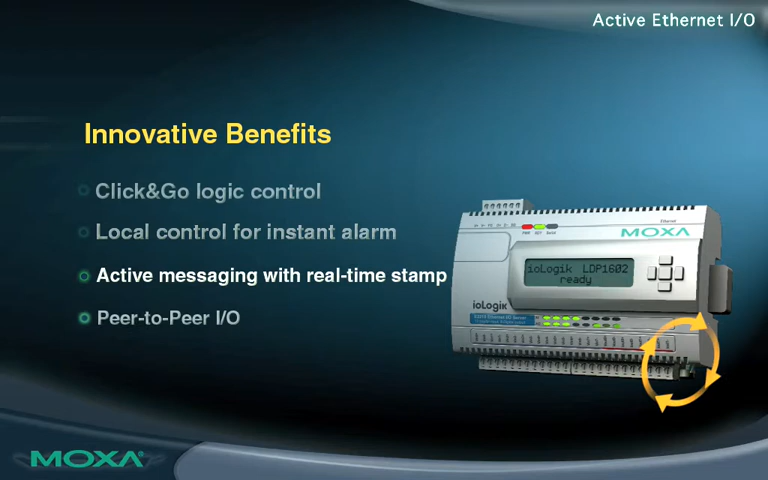 Active Ethernet I/O
Innovative Benefits
Click&Go logic control
Local control for instant alarm
Active messaging with real-time stamp
Peer-to-Peer I/O
Ethernet
MOXA
ioLogik LDP1602
ready
ioLogik
MOXA